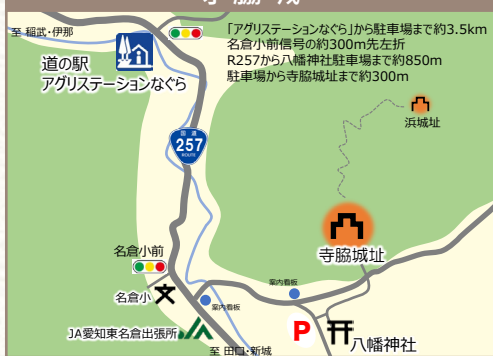 至 稲武・伊那
「アグリステーションなぐら」から駐車場まで約3.5km
名倉小前信号の約300m先左折
R257から八幡神社駐車場まで約850m
駐車場から寺脇城址まで約300m
道の駅
アグリステーションなぐら
浜城址
国道
257
ROUTE
寺脇城址
名倉小前
案内看板
名倉小
文
案内看板
P
JA愛知東名倉出張所
八幡神社
至 田口・新城